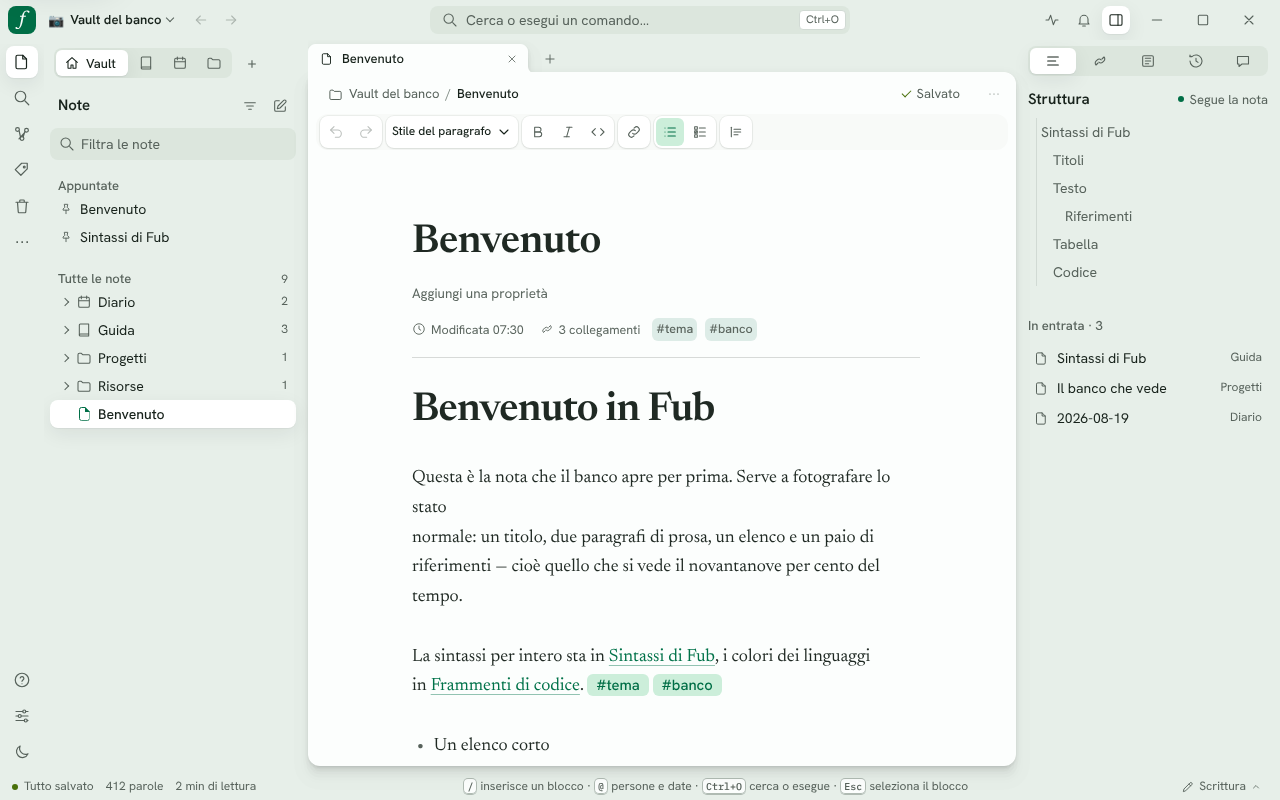 f
Vault del banco
Cerca o esegui un comando…
Ctrl+O
Vault
Note
Filtra le note
Appuntate
Benvenuto
Sintassi di Fub
Tutte le note 9
Diario 2
Guida 3
Progetti 1
Risorse 1
Benvenuto
Benvenuto
Vault del banco / Benvenuto
Salvato
Stile del paragrafo
B I
Benvenuto
Aggiungi una proprietà
Modificata 07:30 3 collegamenti #tema #banco
Benvenuto in Fub
Questa è la nota che il banco apre per prima. Serve a fotografare lo
stato
normale: un titolo, due paragrafi di prosa, un elenco e un paio di
riferimenti — cioè quello che si vede il novantanove per cento del
tempo.
La sintassi per intero sta in Sintassi di Fub, i colori dei linguaggi
in Frammenti di codice. #tema #banco
• Un elenco corto
Struttura
Segue la nota
Sintassi di Fub
Titoli
Testo
Riferimenti
Tabella
Codice
In entrata · 3
Sintassi di Fub Guida
Il banco che vede Progetti
2026-08-19 Diario
Tutto salvato 412 parole 2 min di lettura
/ inserisce un blocco · @ persone e date · Ctrl+O cerca o esegue · Esc seleziona il blocco
Scrittura